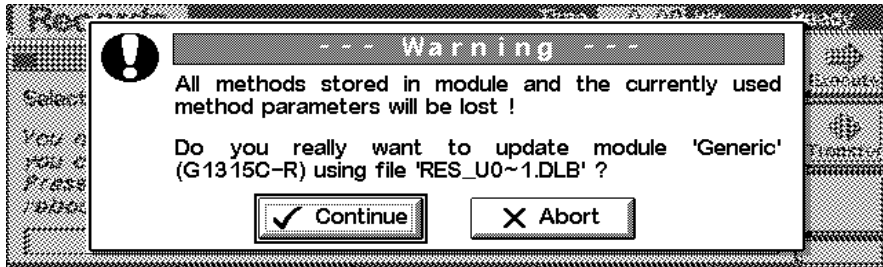 --- Warning ---
All methods stored in module and the currently used
method parameters will be lost !
Do you really want to update module 'Generic'
(G1315C-R) using file 'RES_U0~1.DLB' ?
Continue
Abort